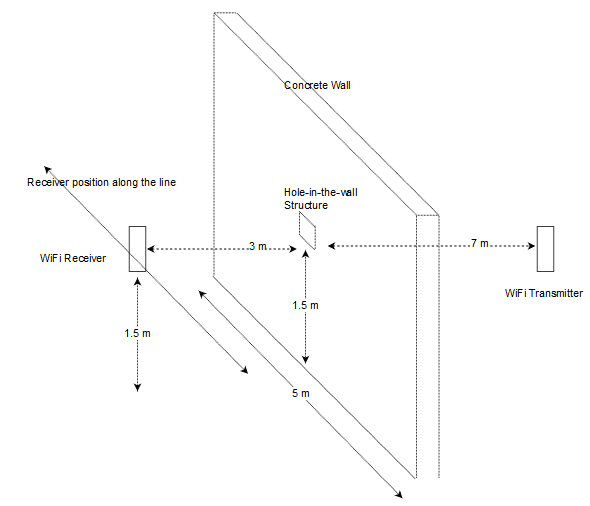 Concrete Wall
Receiver position along the line
Hole-in-the-wall
Structure
3 m
7 m
WiFi Receiver
WiFi Transmitter
1.5 m
1.5 m
5 m